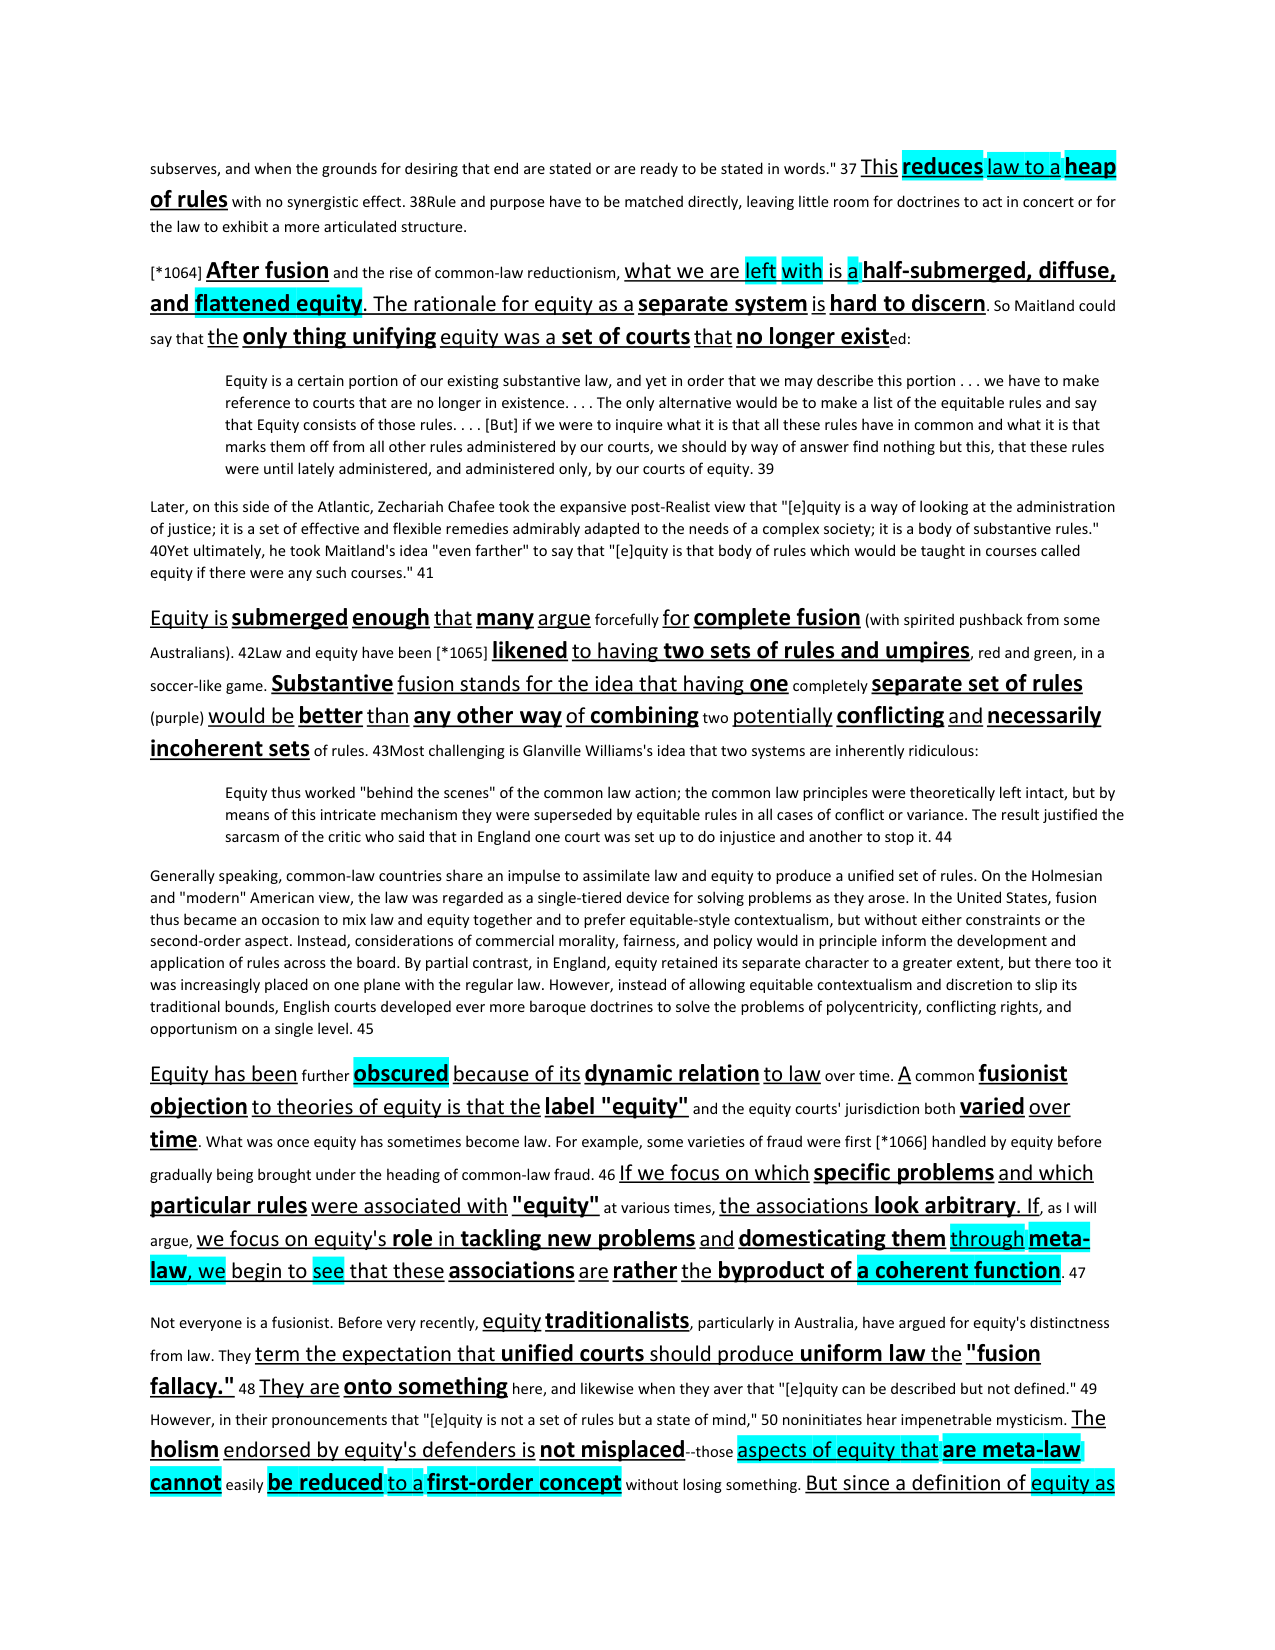 subserves, and when the grounds for desiring that end are stated or are ready to be stated in words." 37 This reduces law to a heap
of rules with no synergistic effect. 38Rule and purpose have to be matched directly, leaving little room for doctrines to act in concert or for
the law to exhibit a more articulated structure.
[*1064] After fusion and the rise of common-law reductionism, what we are left with is a half-submerged, diffuse,
and flattened equity. The rationale for equity as a separate system is hard to discern. So Maitland could
say that the only thing unifying equity was a set of courts that no longer existed:
Equity is a certain portion of our existing substantive law, and yet in order that we may describe this portion . . . we have to make
reference to courts that are no longer in existence. . . . The only alternative would be to make a list of the equitable rules and say
that Equity consists of those rules. . . . [But] if we were to inquire what it is that all these rules have in common and what it is that
marks them off from all other rules administered by our courts, we should by way of answer find nothing but this, that these rules
were until lately administered, and administered only, by our courts of equity. 39
Later, on this side of the Atlantic, Zechariah Chafee took the expansive post-Realist view that "[e]quity is a way of looking at the administration
of justice; it is a set of effective and flexible remedies admirably adapted to the needs of a complex society; it is a body of substantive rules."
40Yet ultimately, he took Maitland's idea "even farther" to say that "[e]quity is that body of rules which would be taught in courses called
equity if there were any such courses." 41
Equity is submerged enough that many argue forcefully for complete fusion (with spirited pushback from some
Australians). 42Law and equity have been [*1065] likened to having two sets of rules and umpires, red and green, in a
soccer-like game. Substantive fusion stands for the idea that having one completely separate set of rules
(purple) would be better than any other way of combining two potentially conflicting and necessarily
incoherent sets of rules. 43Most challenging is Glanville Williams's idea that two systems are inherently ridiculous:
Equity thus worked "behind the scenes" of the common law action; the common law principles were theoretically left intact, but by
means of this intricate mechanism they were superseded by equitable rules in all cases of conflict or variance. The result justified the
sarcasm of the critic who said that in England one court was set up to do injustice and another to stop it. 44
Generally speaking, common-law countries share an impulse to assimilate law and equity to produce a unified set of rules. On the Holmesian
and "modern" American view, the law was regarded as a single-tiered device for solving problems as they arose. In the United States, fusion
thus became an occasion to mix law and equity together and to prefer equitable-style contextualism, but without either constraints or the
second-order aspect. Instead, considerations of commercial morality, fairness, and policy would in principle inform the development and
application of rules across the board. By partial contrast, in England, equity retained its separate character to a greater extent, but there too it
was increasingly placed on one plane with the regular law. However, instead of allowing equitable contextualism and discretion to slip its
traditional bounds, English courts developed ever more baroque doctrines to solve the problems of polycentricity, conflicting rights, and
opportunism on a single level. 45
Equity has been further obscured because of its dynamic relation to law over time. A common fusionist
objection to theories of equity is that the label "equity" and the equity courts' jurisdiction both varied over
time. What was once equity has sometimes become law. For example, some varieties of fraud were first [*1066] handled by equity before
gradually being brought under the heading of common-law fraud. 46 If we focus on which specific problems and which
particular rules were associated with "equity" at various times, the associations look arbitrary. If, as I will
argue, we focus on equity's role in tackling new problems and domesticating them through meta-
law, we begin to see that these associations are rather the byproduct of a coherent function. 47
Not everyone is a fusionist. Before very recently, equity traditionalists, particularly in Australia, have argued for equity's distinctness
from law. They term the expectation that unified courts should produce uniform law the "fusion
fallacy." 48 They are onto something here, and likewise when they aver that "[e]quity can be described but not defined." 49
However, in their pronouncements that "[e]quity is not a set of rules but a state of mind," 50 noninitiates hear impenetrable mysticism. The
holism endorsed by equity's defenders is not misplaced--those aspects of equity that are meta-law
cannot easily be reduced to a first-order concept without losing something. But since a definition of equity as